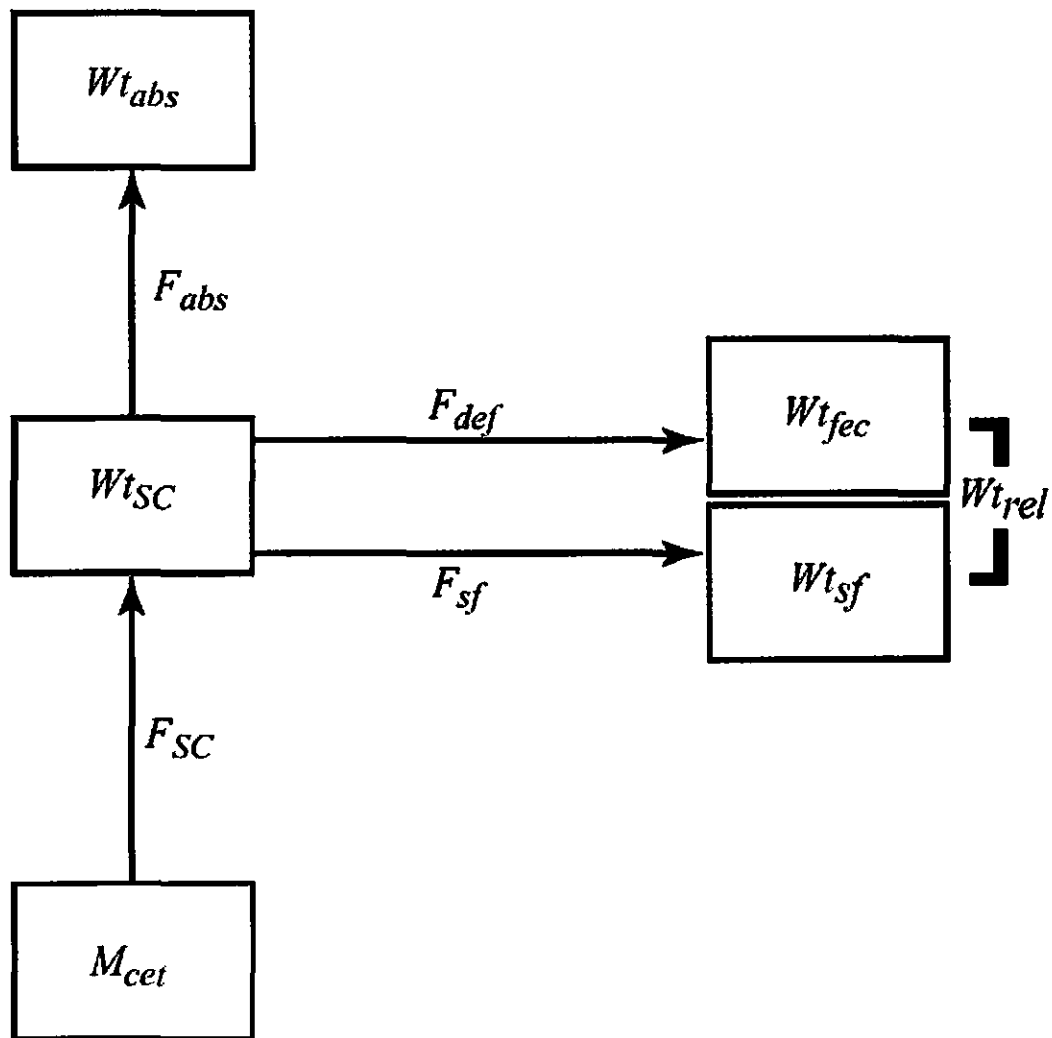 Wt_abs
F_abs
F_def
Wt_fec
Wt_SC
Wt_rel
F_sf
Wt_sf
F_SC
M_cet